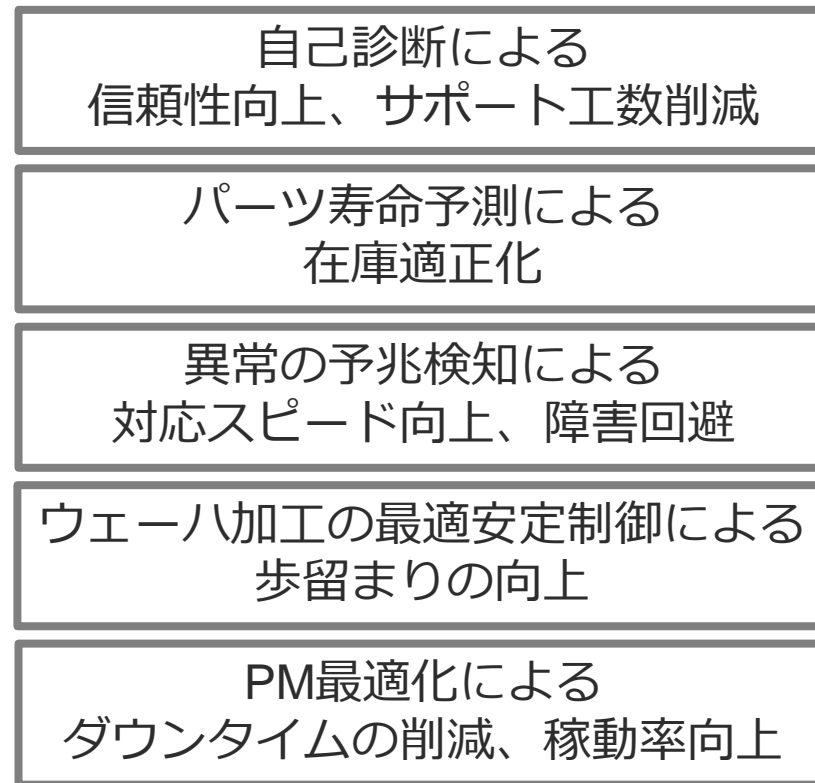 自己診断による
信頼性向上、サポート工数削減
パーツ寿命予測による
在庫適正化
異常の予兆検知による
対応スピード向上、障害回避
ウェーハ加工の最適安定制御による
歩留まりの向上
PM最適化による
ダウンタイムの削減、稼動率向上